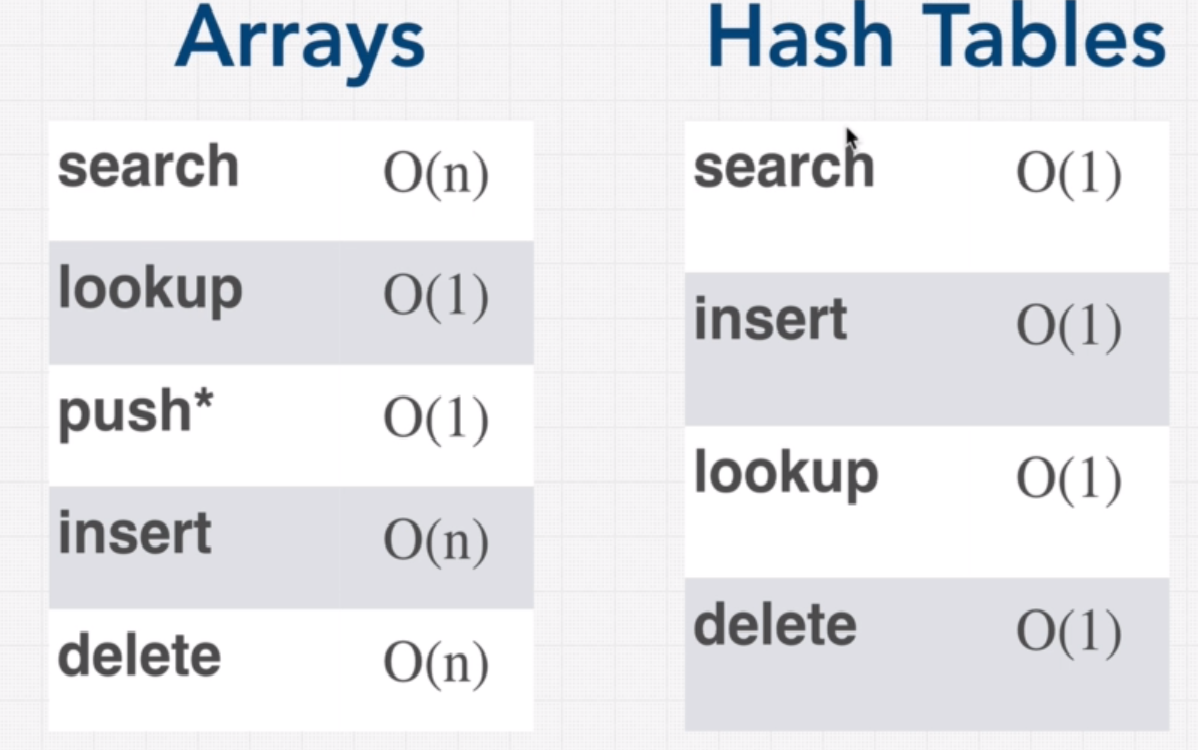 Arrays
search O(n)
lookup O(1)
push* O(1)
insert O(n)
delete O(n)
Hash Tables
search O(1)
insert O(1)
lookup O(1)
delete O(1)